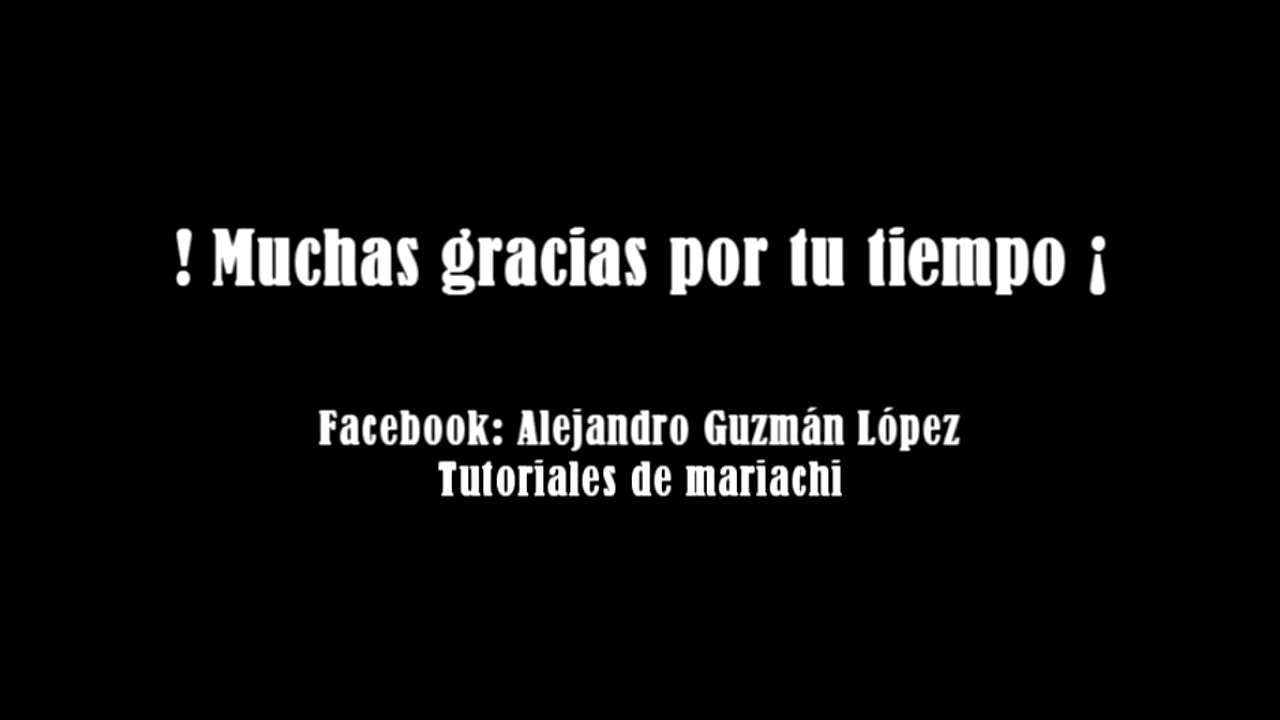 ! Muchas gracias por tu tiempo ¡
Facebook: Alejandro Guzmán López
Tutoriales de mariachi